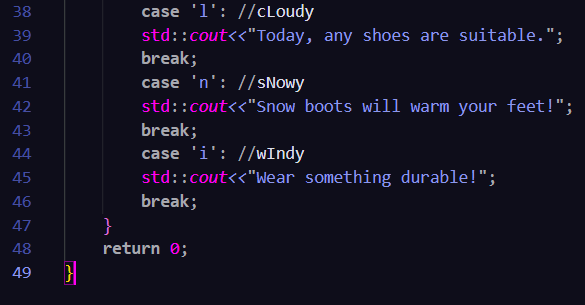 38 case 'l': //cLoudy
39 std::cout<<"Today, any shoes are suitable.";
40 break;
41 case 'n': //sNowy
42 std::cout<<"Snow boots will warm your feet!";
43 break;
44 case 'i': //wIndy
45 std::cout<<"Wear something durable!";
46 break;
47 }
48 return 0;
49 }